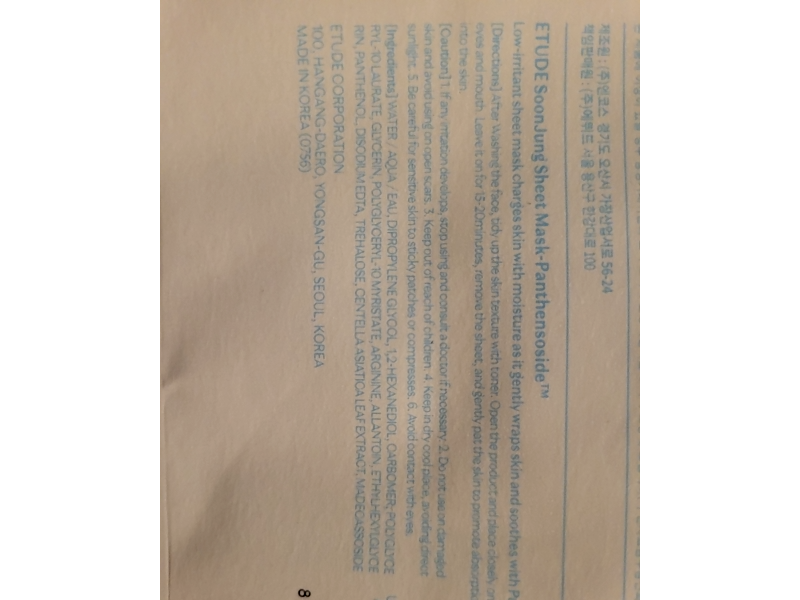 제조원 : (주)엔코스 경기도 오산시 가장산업서로 56-24
책임판매원 : (주)에뛰드 서울 용산구 한강대로 100
ETUDE SoonJung Sheet Mask-Panthensoside™
Low-irritant sheet mask charges skin with moisture as it gently wraps skin and soothes with
[Directions] After Washing the face, tidy up the skin texture with toner. Open the product and place closely
eyes and mouth. Leave it on for 15-20minutes, remove the sheet, and gently pat the skin to promote
into the skin.
[Caution] 1. If any irritation develops, stop using and consult a doctor if necessary 2. Do not use on damaged
skin and avoid using on open scars. 3. Keep out of reach of children. 4. Keep in dry cool place, avoiding direct
sunlight. 5. Be careful for sensitive skin to sticky patches or compresses. 6. Avoid contact with eyes.
[Ingredients] WATER / AQUA / EAU, DIPROPYLENE GLYCOL, 1,2-HEXANEDIOL, CARBOMER, POLYGLYCE
RYL-10 LAURATE, GLYCERIN, POLYGLYCERYL-10 MYRISTATE, ARGININE, ALLANTOIN, ETHYLHEXYLGLYCE
RIN, PANTHENOL, DISODIUM EDTA, TREHALOSE, CENTELLA ASIATICA LEAF EXTRACT, MADECASSOSIDE
ETUDE CORPORATION
100, HANGANG-DAERO, YONGSAN-GU, SEOUL, KOREA
MADE IN KOREA (0756)
8